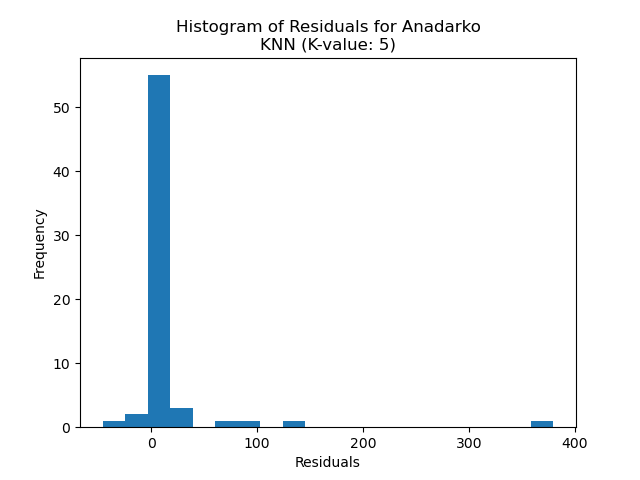 Histogram of Residuals for Anadarko
KNN (K-value: 5)
50
40
30
20
10
0
Frequency
0 100 200 300 400
Residuals